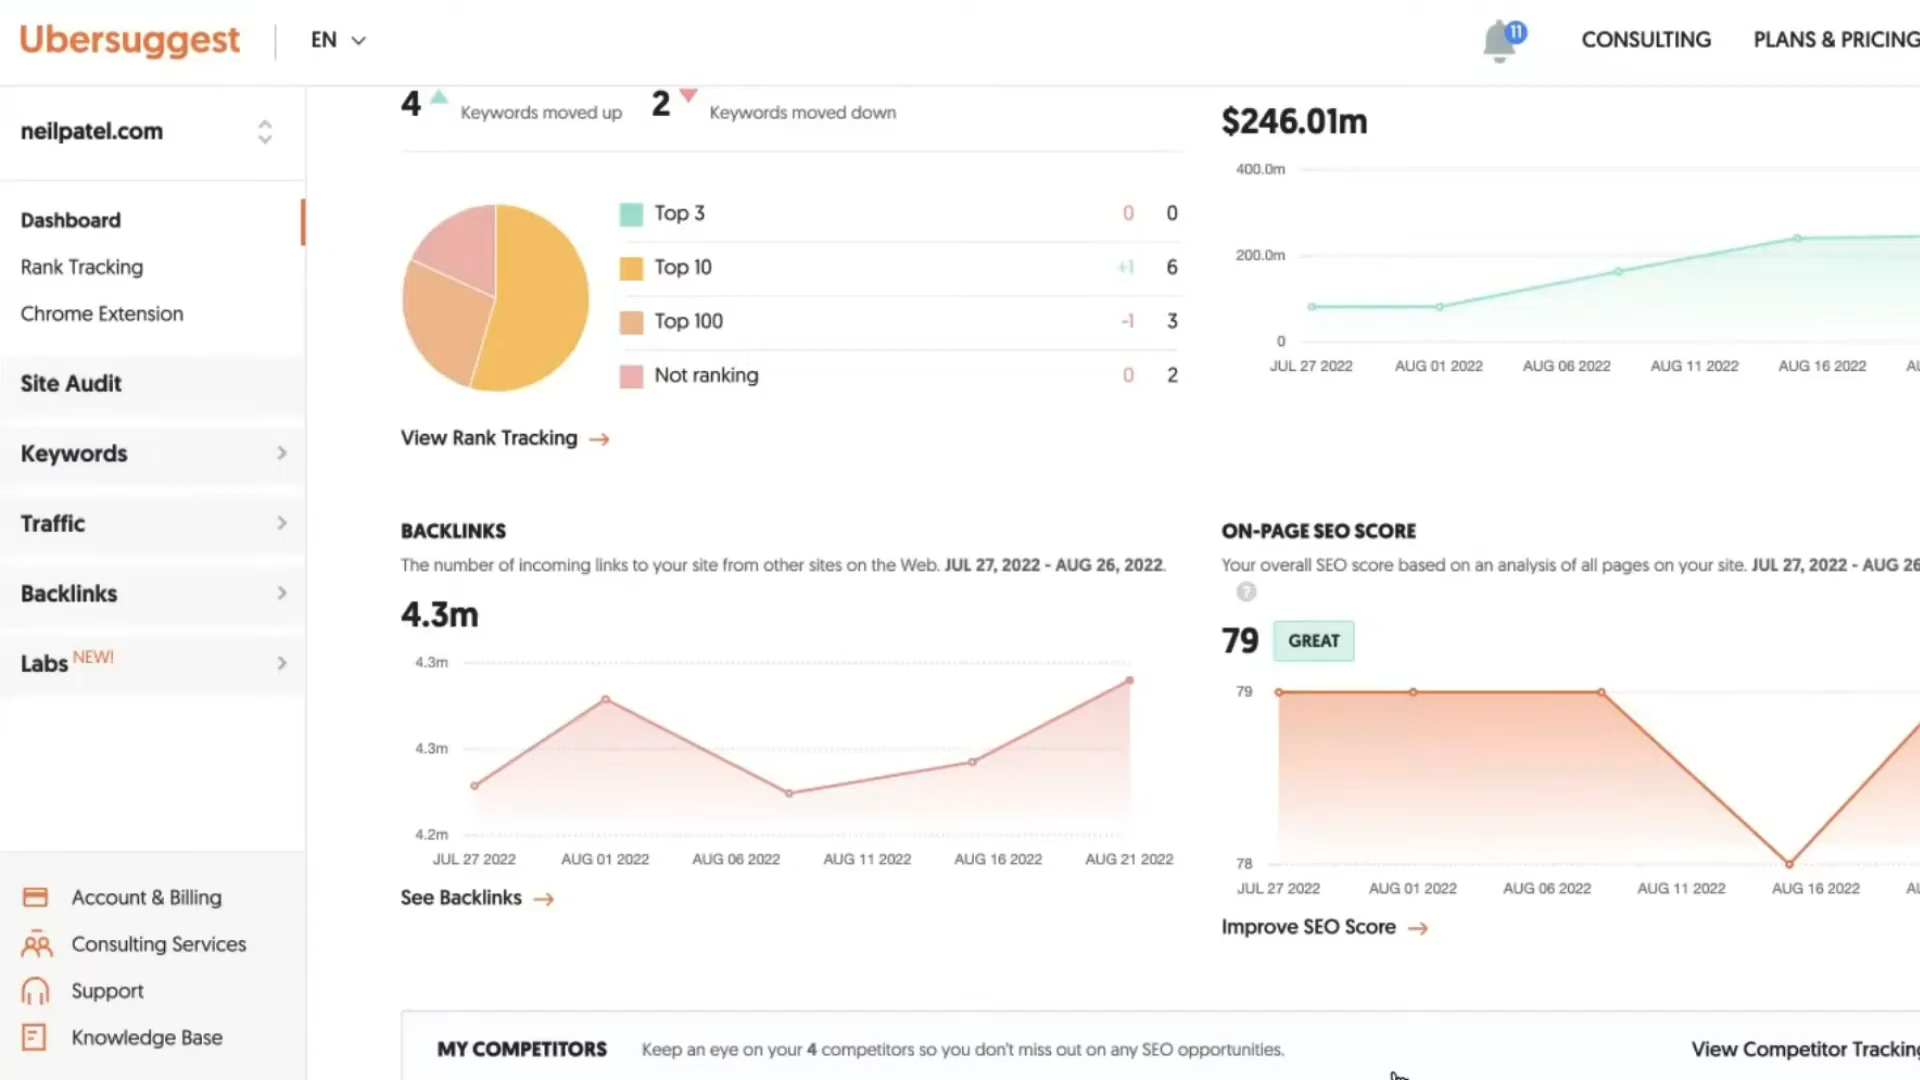 Ubersuggest
EN
11
CONSULTING
PLANS & PRICING
neilpatel.com
Dashboard
Rank Tracking
Chrome Extension
Site Audit
Keywords
Traffic
Backlinks
Labs NEW!
Account & Billing
Consulting Services
Support
Knowledge Base
4 Keywords moved up
2 Keywords moved down
Top 3 0 0
Top 10 +1 6
Top 100 -1 3
Not ranking 0 2
View Rank Tracking
$246.01m
400.0m
200.0m
0
JUL 27 2022 AUG 01 2022 AUG 06 2022 AUG 11 2022 AUG 16 2022
BACKLINKS
The number of incoming links to your site from other sites on the Web. JUL 27, 2022 - AUG 26, 2022.
4.3m
4.3m
4.3m
4.2m
JUL 27 2022 AUG 01 2022 AUG 06 2022 AUG 11 2022 AUG 16 2022 AUG 21 2022
See Backlinks
ON-PAGE SEO SCORE
Your overall SEO score based on an analysis of all pages on your site. JUL 27, 2022 - AUG 26
?
79 GREAT
79
78
JUL 27 2022 AUG 01 2022 AUG 06 2022 AUG 11 2022 AUG 16 2022
Improve SEO Score
MY COMPETITORS
Keep an eye on your 4 competitors so you don't miss out on any SEO opportunities.
View Competitor Tracking